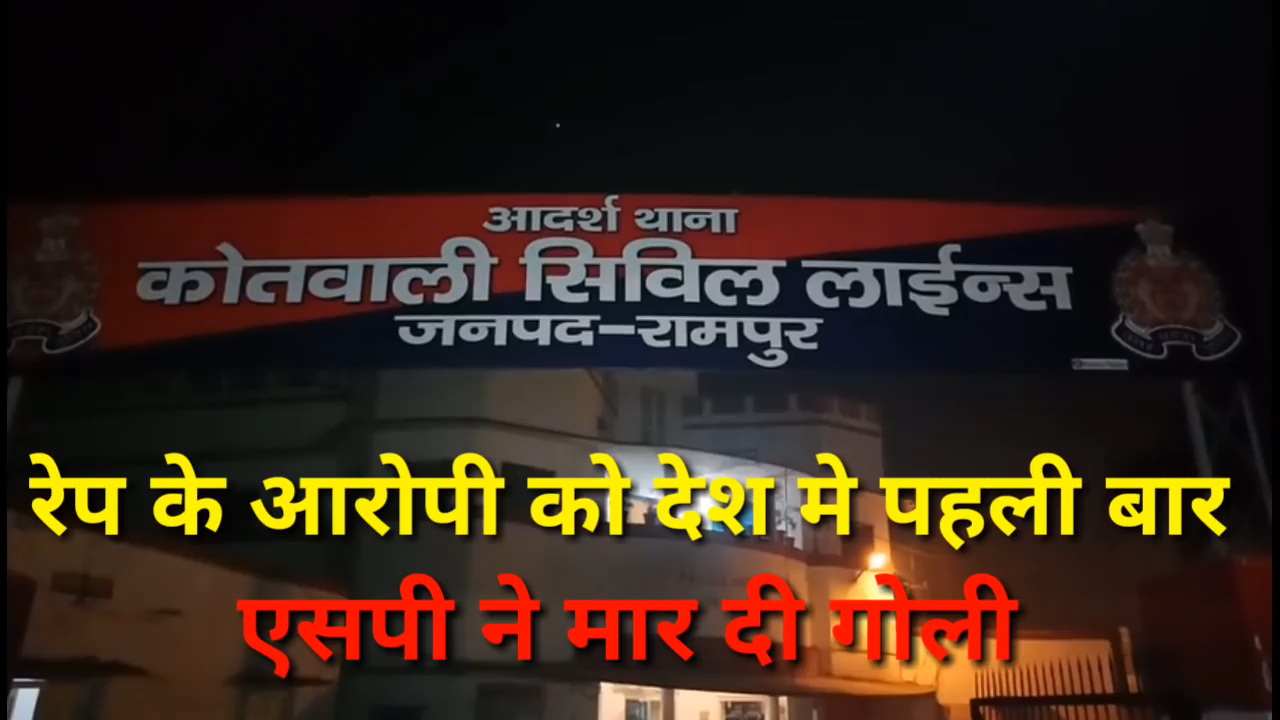 आदर्श थाना
कोतवाली सिविल लाईन्स
जनपद-रामपुर
रेप के आरोपी को देश मे पहली बार
एसपी ने मार दी गोली